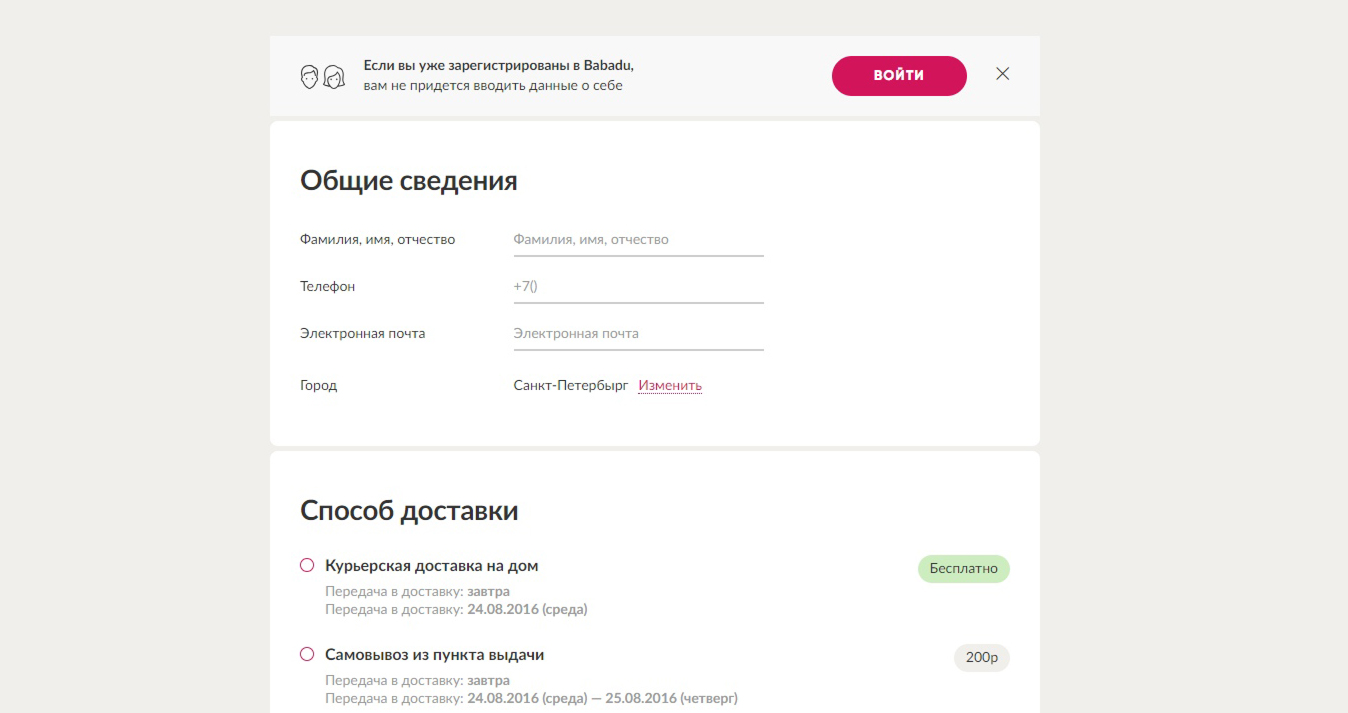 Если вы уже зарегистрированы в Babadu,
вам не придется вводить данные о себе
ВОЙТИ
Общие сведения
Фамилия, имя, отчество Фамилия, имя, отчество
Телефон +7()
Электронная почта Электронная почта
Город Санкт-Петербырг Изменить
Способ доставки
Курьерская доставка на дом Бесплатно
Передача в доставку: завтра
Передача в доставку: 24.08.2016 (среда)
Самовывоз из пункта выдачи 200р
Передача в доставку: завтра
Передача в доставку: 24.08.2016 (среда) — 25.08.2016 (четверг)